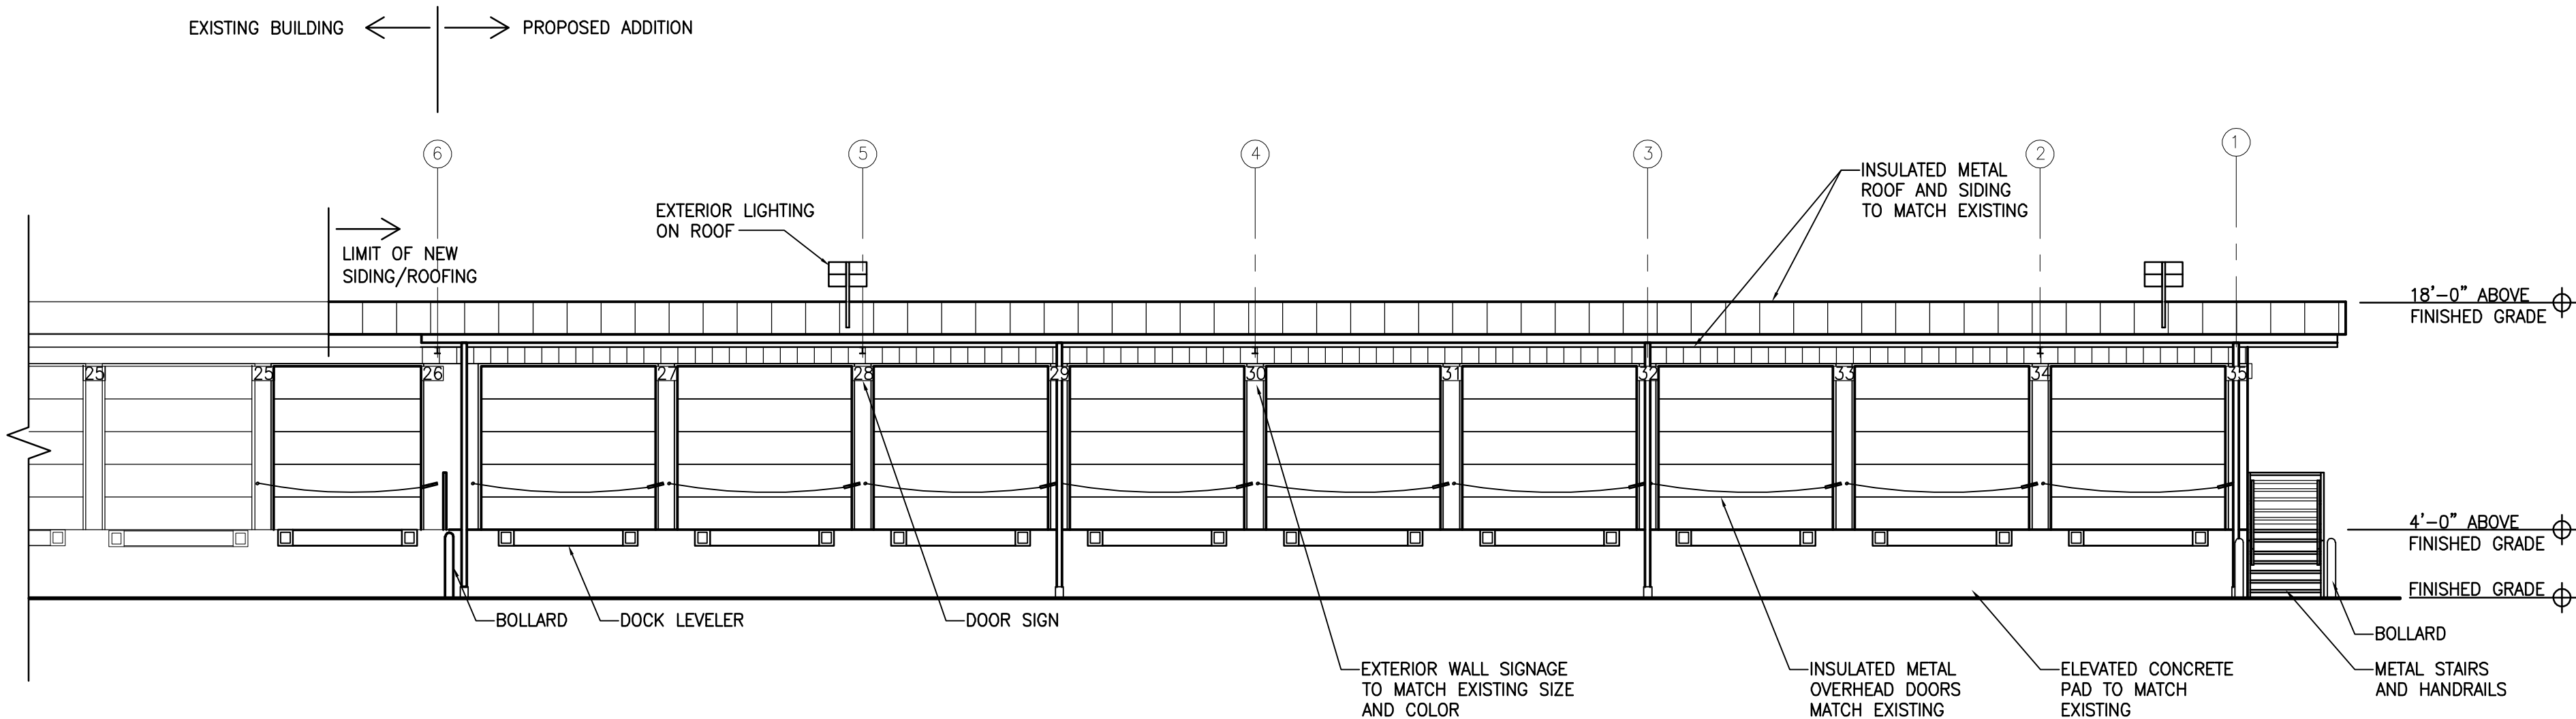 EXISTING BUILDING
PROPOSED ADDITION
6
5
4
3
2
1
INSULATED METAL
ROOF AND SIDING
TO MATCH EXISTING
EXTERIOR LIGHTING
ON ROOF
LIMIT OF NEW
SIDING/ROOFING
18'-0" ABOVE
FINISHED GRADE
25
25
26
27
28
29
30
31
32
33
34
35
4'-0" ABOVE
FINISHED GRADE
FINISHED GRADE
BOLLARD
DOCK LEVELER
DOOR SIGN
BOLLARD
EXTERIOR WALL SIGNAGE
TO MATCH EXISTING SIZE
AND COLOR
INSULATED METAL
OVERHEAD DOORS
MATCH EXISTING
ELEVATED CONCRETE
PAD TO MATCH
EXISTING
METAL STAIRS
AND HANDRAILS